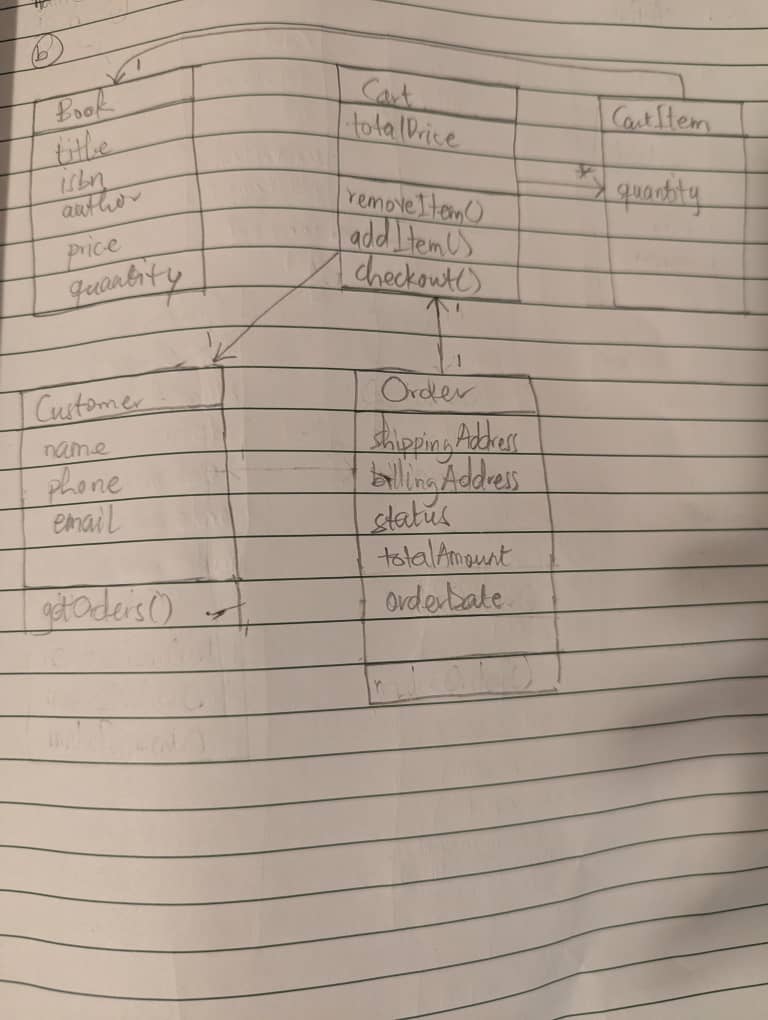 b
1
Book
title
isbn
author
price
quantity
Cart
totalPrice
removeItem()
addItem()
checkout()
*
CartItem
quantity
1
1
1
Customer
name
phone
email
getOrders()
1
Order
shippingAddress
billingAddress
status
totalAmount
orderDate